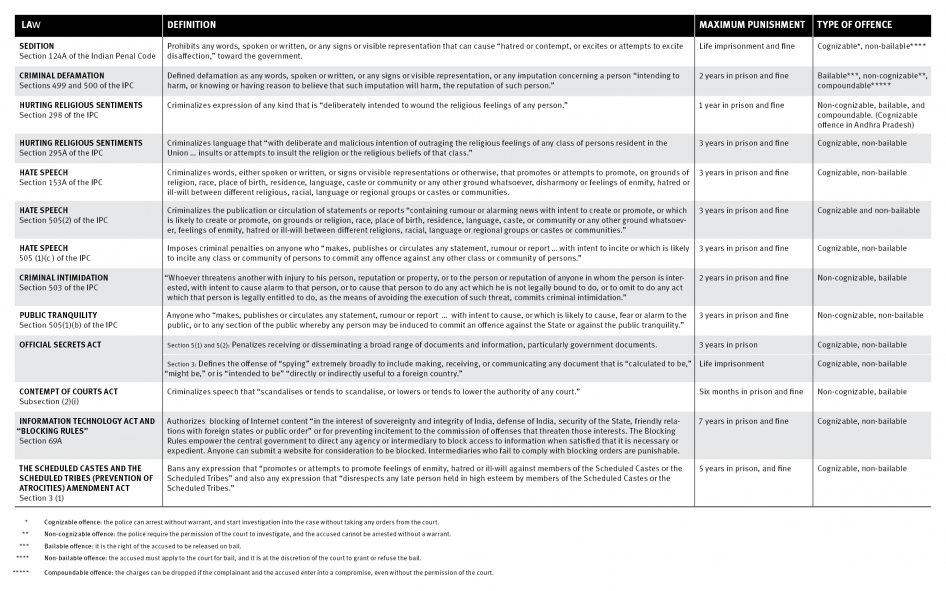 LAW DEFINITION MAXIMUM PUNISHMENT TYPE OF OFFENCE
SEDITION
Section 124A of the Indian Penal Code
Prohibits any words, spoken or written, or any signs or visible representation that can cause “hatred or contempt, or excites or attempts to excite
disaffection,” toward the government.
Life imprisonment and fine
Cognizable*, non-bailable****
CRIMINAL DEFAMATION
Sections 499 and 500 of the IPC
Defined defamation as any words, spoken or written, or any signs or visible representation, or any imputation concerning a person “intending to
harm, or knowing or having reason to believe that such imputation will harm, the reputation of such person.”
2 years in prison and fine
Bailable***, non-cognizable**,
compoundable*****
HURTING RELIGIOUS SENTIMENTS
Section 298 of the IPC
Criminalizes expression of any kind that is “deliberately intended to wound the religious feelings of any person.”
1 year in prison and fine
Non-cognizable, bailable, and
compoundable. (Cognizable
offence in Andhra Pradesh)
HURTING RELIGIOUS SENTIMENTS
Section 295A of the IPC
Criminalizes language that “with deliberate and malicious intention of outraging the religious feelings of any class of persons resident in the
Union ... insults or attempts to insult the religion or the religious beliefs of that class.”
3 years in prison and fine
Cognizable, non-bailable
HATE SPEECH
Section 153A of the IPC
Criminalizes words, either spoken or written, or signs or visible representations or otherwise, that promotes or attempts to promote, on grounds of
religion, race, place of birth, residence, language, caste or community or any other ground whatsoever, disharmony or feelings of enmity, hatred or
ill-will between different religious, racial, language or regional groups or castes or communities.
3 years in prison and fine
Cognizable, non-bailable
HATE SPEECH
Section 505(2) of the IPC
Criminalizes the publication or circulation of statements or reports “containing rumour or alarming news with intent to create or promote, or which
is likely to create or promote, on grounds or religion, race, place of birth, residence, language, caste, or community or any other ground whatsoev-
er, feelings of enmity, hatred or ill-will between different religions, racial, language or regional groups or castes or communities.”
3 years in prison and fine
Cognizable and non-bailable
HATE SPEECH
505 (1)(c ) of the IPC
Imposes criminal penalties on anyone who “makes, publishes or circulates any statement, rumour or report ... with intent to incite or which is likely
to incite any class or community of persons to commit any offence against any other class or community of persons.”
3 years in prison and fine
Cognizable, non-bailable
CRIMINAL INTIMIDATION
Section 503 of the IPC
“Whoever threatens another with injury to his person, reputation or property, or to the person or reputation of anyone in whom the person is inter-
ested, with intent to cause alarm to that person, or to cause that person to do any act which he is not legally bound to do, or to omit to do any act
which that person is legally entitled to do, as the means of avoiding the execution of such threat, commits criminal intimidation.”
2 years in prison and fine
Non-cognizable, bailable
PUBLIC TRANQUILITY
Section 505(1)(b) of the IPC
Anyone who “makes, publishes or circulates any statement, rumour or report ... with intent to cause, or which is likely to cause, fear or alarm to the
public, or to any section of the public whereby any person may be induced to commit an offence against the State or against the public tranquility.”
3 years in prison and fine
Non-cognizable, non-bailable
OFFICIAL SECRETS ACT
Section 5(1) and 5(2): Penalizes receiving or disseminating a broad range of documents and information, particularly government documents.
3 years in prison
Cognizable, non-bailable
Section 3: Defines the offense of “spying” extremely broadly to include making, receiving, or communicating any document that is “calculated to be,”
“might be,” or is “intended to be” “directly or indirectly useful to a foreign country.”
Life imprisonment
Cognizable, non-bailable
CONTEMPT OF COURTS ACT
Subsection (2)(i)
Criminalizes speech that “scandalises or tends to scandalise, or lowers or tends to lower the authority of any court.”
Six months in prison and fine
Non-cognizable, bailable
INFORMATION TECHNOLOGY ACT AND
“BLOCKING RULES”
Section 69A
Authorizes blocking of Internet content “in the interest of sovereignty and integrity of India, defense of India, security of the State, friendly rela-
tions with foreign states or public order” or for preventing incitement to the commission of offenses that threaten those interests. The Blocking
Rules empower the central government to direct any agency or intermediary to block access to information when satisfied that it is necessary or
expedient. Anyone can submit a website for consideration to be blocked. Intermediaries who fail to comply with blocking orders are punishable.
7 years in prison and fine
Cognizable, non-bailable
THE SCHEDULED CASTES AND THE
SCHEDULED TRIBES (PREVENTION OF
ATROCITIES) AMENDMENT ACT
Section 3 (1)
Bans any expression that “promotes or attempts to promote feelings of enmity, hatred or ill-will against members of the Scheduled Castes or the
Scheduled Tribes” and also any expression that “disrespects any late person held in high esteem by members of the Scheduled Castes or the
Scheduled Tribes.”
5 years in prison, and fine
Cognizable, non-bailable
* Cognizable offence: the police can arrest without warrant, and start investigation into the case without taking any orders from the court.
** Non-cognizable offence: the police require the permission of the court to investigate, and the accused cannot be arrested without a warrant.
*** Bailable offence: it is the right of the accused to be released on bail.
**** Non-bailable offence: the accused must apply to the court for bail, and it is at the discretion of the court to grant or refuse the bail.
***** Compoundable offence: the charges can be dropped if the complainant and the accused enter into a compromise, even without the permission of the court.